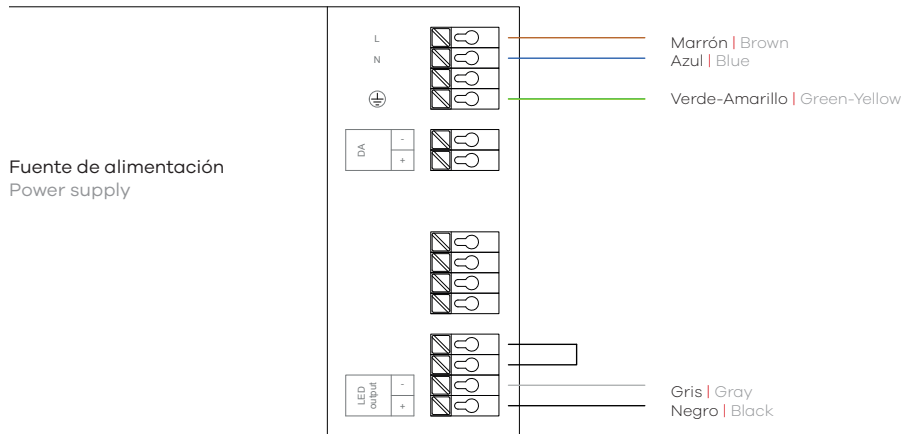 L
Marrón | Brown
N
Azul | Blue
Verde-Amarillo | Green-Yellow
DA
-
+
Fuente de alimentación
Power supply
LED
output
-
+
Gris | Gray
Negro | Black